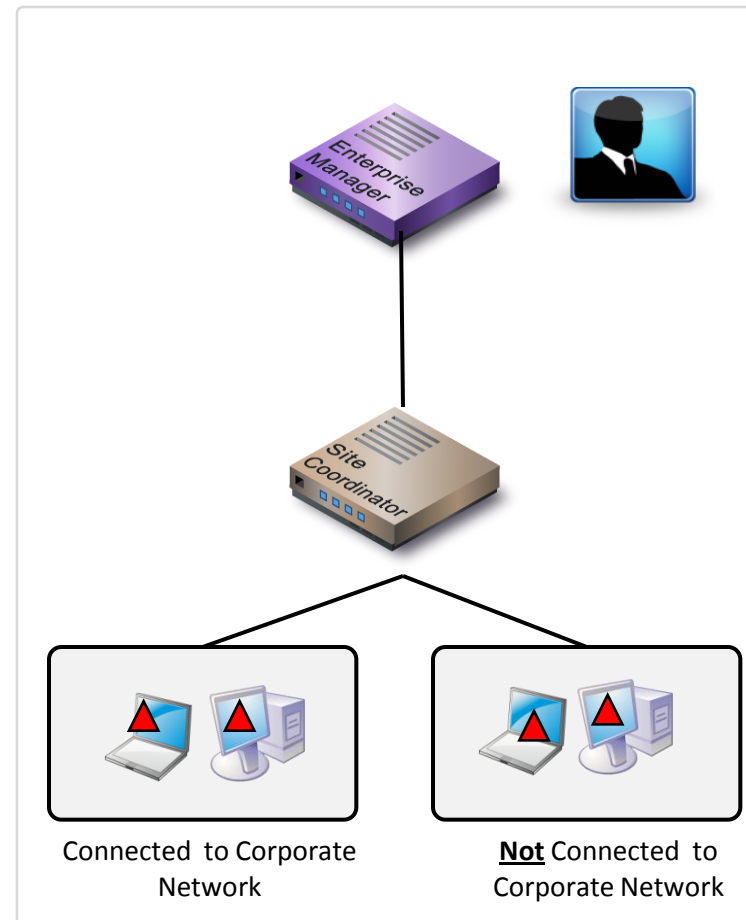 Enterprise
Manager
Site
Coordinator
Connected to Corporate
Network
Not Connected to
Corporate Network